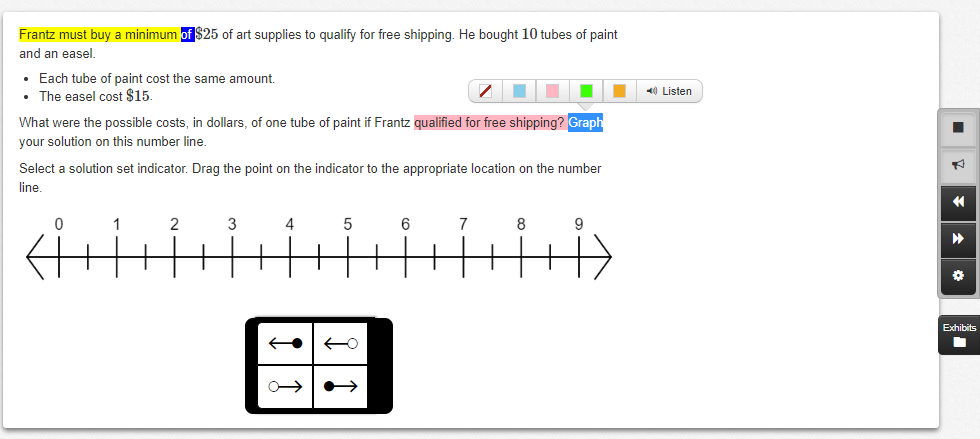 Frantz must buy a minimum of $25 of art supplies to qualify for free shipping. He bought 10 tubes of paint
and an easel.
• Each tube of paint cost the same amount.
• The easel cost $15.
Listen
What were the possible costs, in dollars, of one tube of paint if Frantz qualified for free shipping? Graph
your solution on this number line.
Select a solution set indicator. Drag the point on the indicator to the appropriate location on the number
line.
0 1 2 3 4 5 6 7 8 9
Exhibits